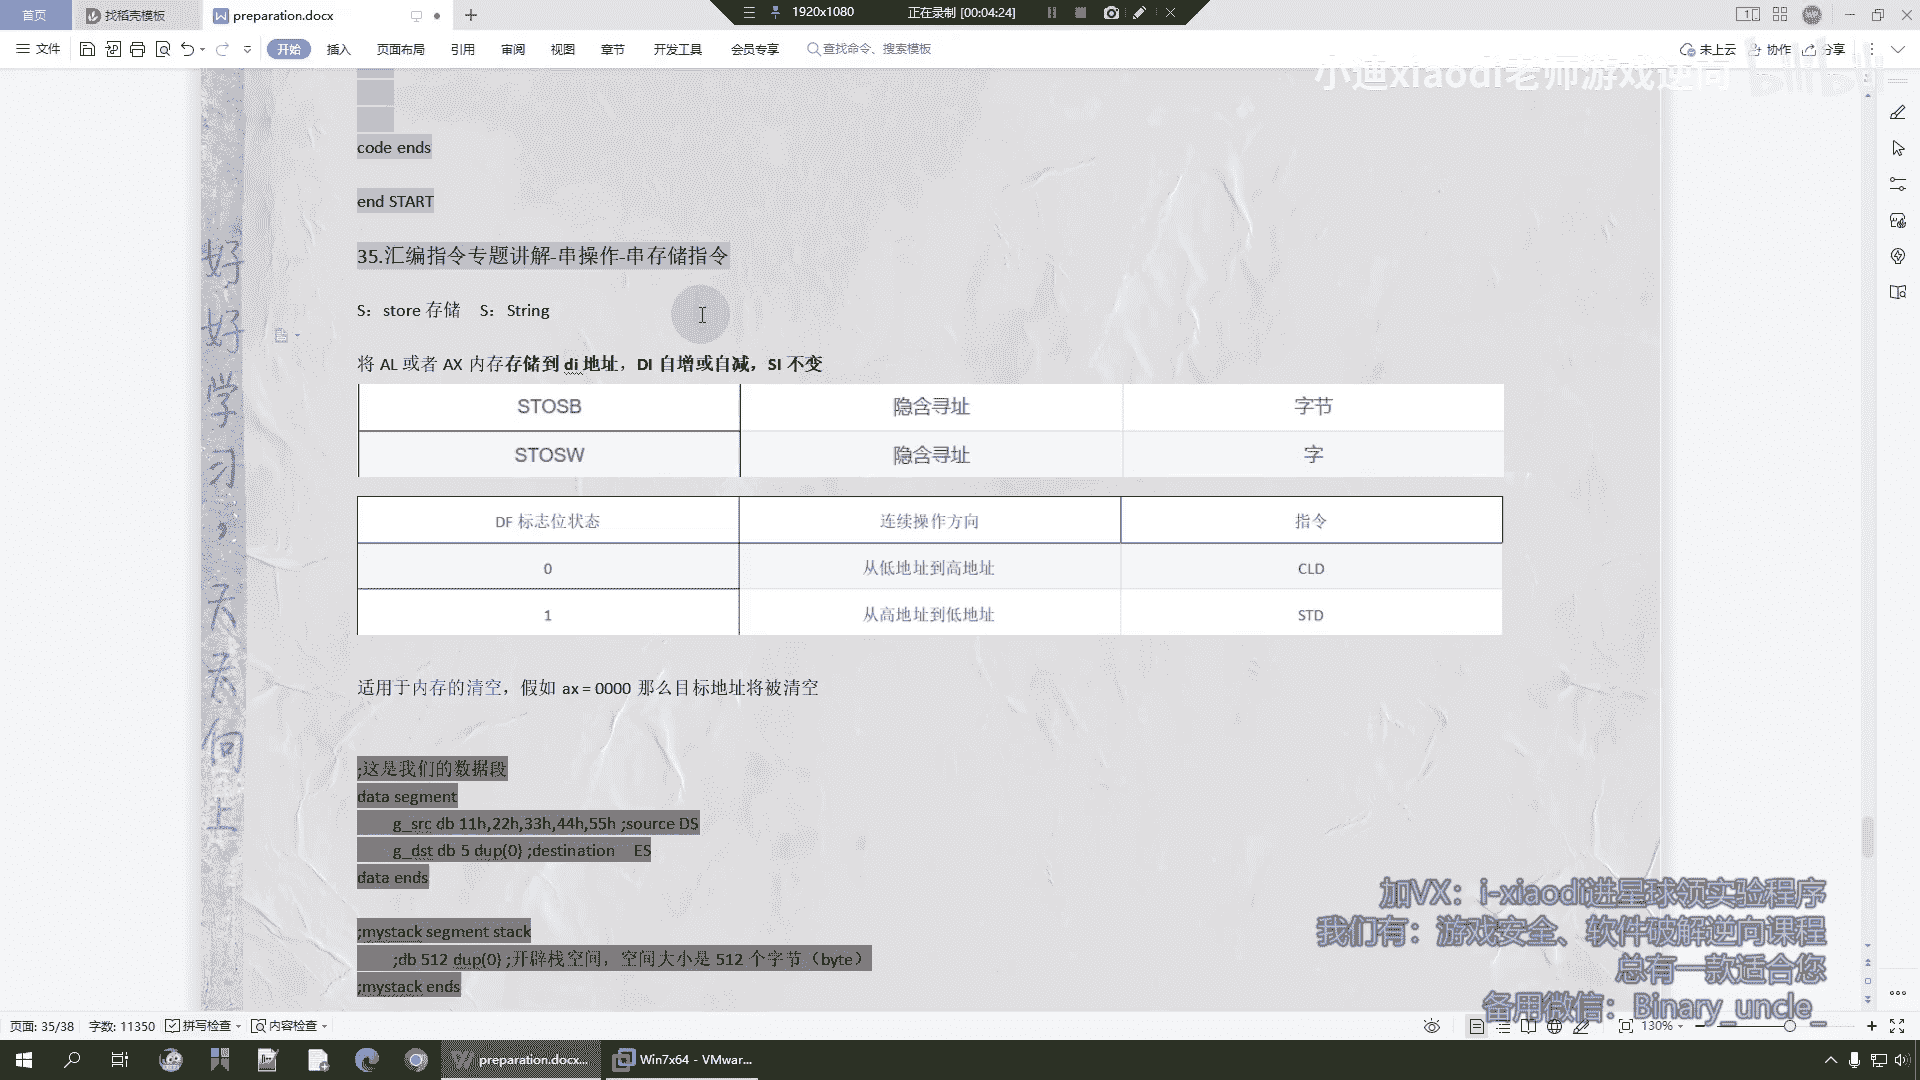 首页
找稻壳模板
preparation.docx
1920x1080
正在录制 [00:04:24]
文件
开始
插入
页面布局
引用
审阅
视图
章节
开发工具
会员专享
查找命令、搜索模板
未上云
协作
分享
小迪xiaodi老师游戏逆向
code ends
end START
35.汇编指令专题讲解-串操作-串存储指令
S：store 存储 S：String
将 AL 或者 AX 内存存储到 di 地址，DI 自增或自减，SI 不变
STOSB 隐含寻址 字节
STOSW 隐含寻址 字
DF 标志位状态 连续操作方向 指令
0 从低地址到高地址 CLD
1 从高地址到低地址 STD
适用于内存的清空，假如 ax = 0000 那么目标地址将被清空
;这是我们的数据段
data segment
g_src db 11h,22h,33h,44h,55h ;source DS
g_dst db 5 dup(0) ;destination ES
data ends
;mystack segment stack
;db 512 dup(0) ;开辟栈空间，空间大小是 512 个字节（byte）
;mystack ends
好好学习，天天向上
加VX：i-xiaodi进星球领实验程序
我们有：游戏安全、软件破解逆向课程
总有一款适合您
备用微信：Binary_uncle_
页面: 35/38
字数: 11350
拼写检查
内容检查
130%
preparation.docx...
Win7x64 - VMwar...